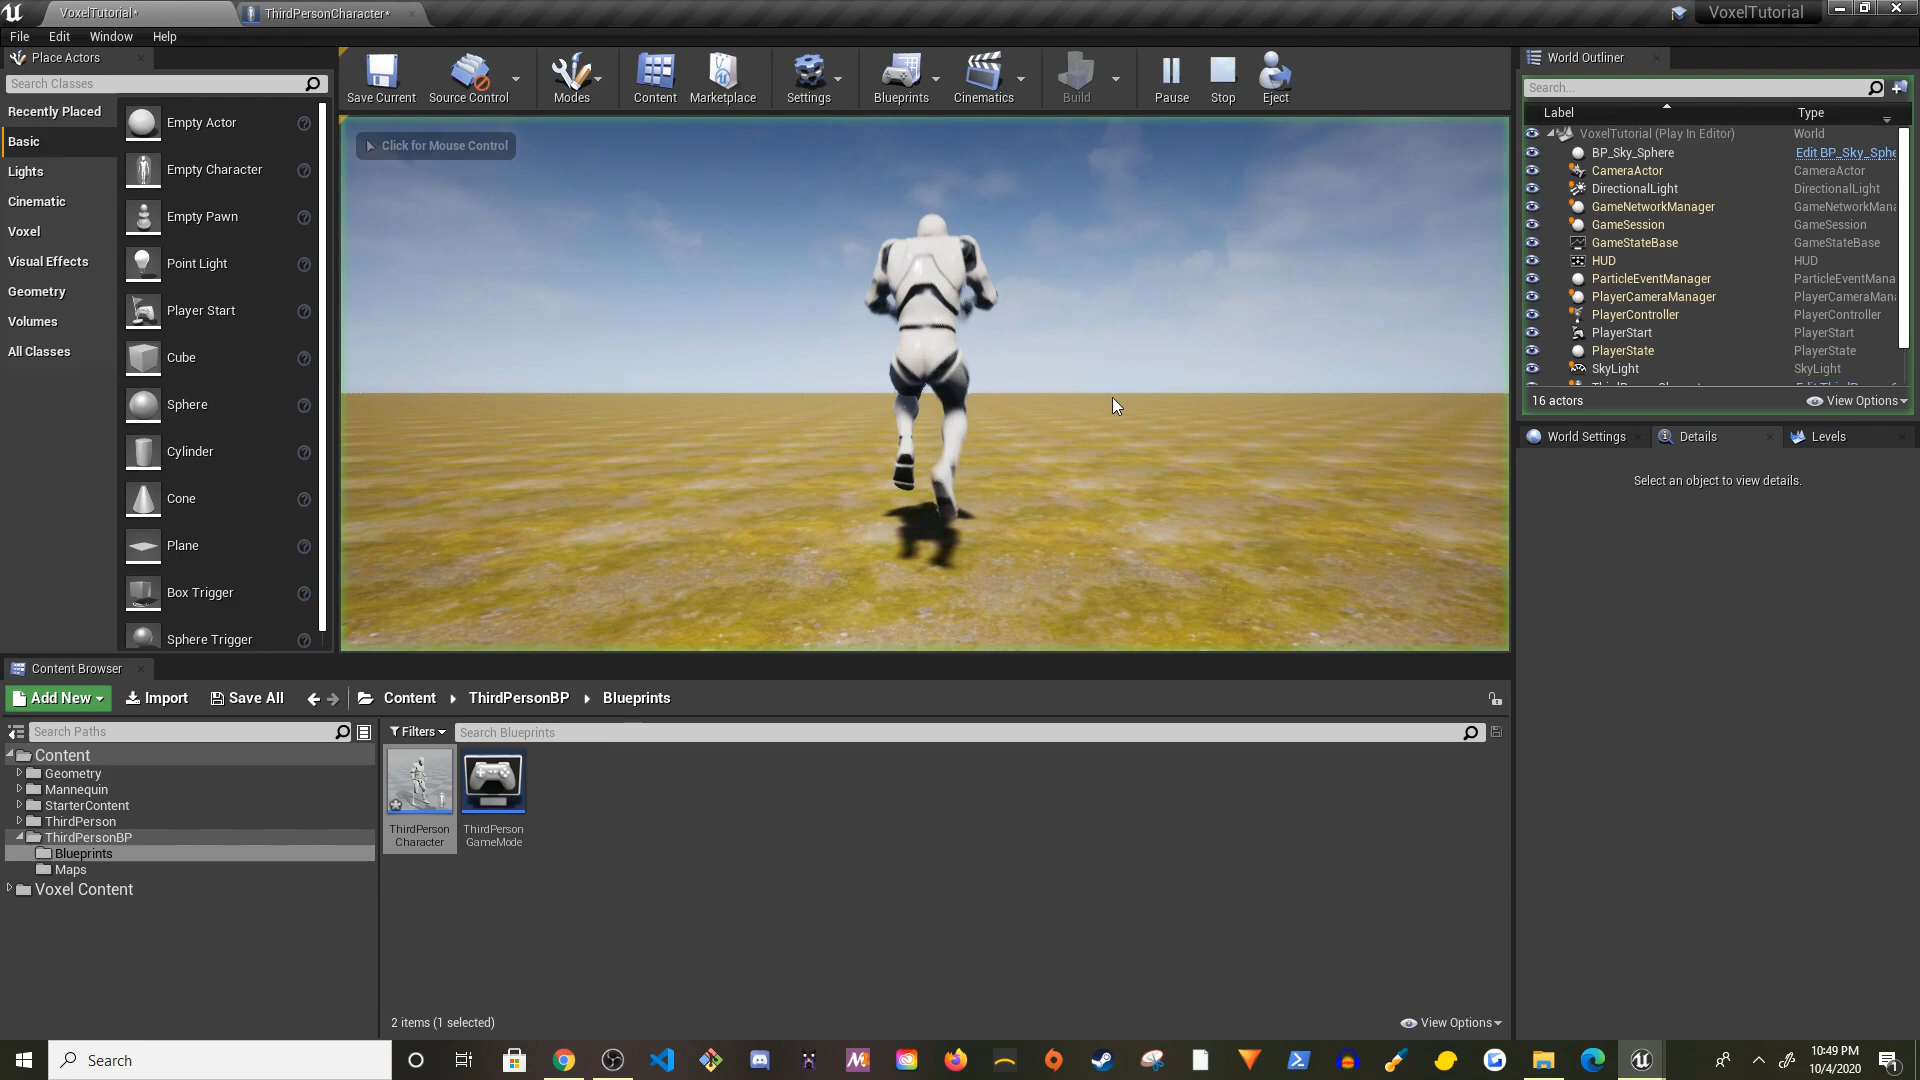 VoxelTutorial*
ThirdPersonCharacter*
VoxelTutorial
File Edit Window Help
Place Actors
Search Classes
Recently Placed
Basic
Lights
Cinematic
Voxel
Visual Effects
Geometry
Volumes
All Classes
Empty Actor
Empty Character
Empty Pawn
Point Light
Player Start
Cube
Sphere
Cylinder
Cone
Plane
Box Trigger
Sphere Trigger
Save Current Source Control Modes Content Marketplace Settings Blueprints Cinematics Build Pause Stop Eject
Click for Mouse Control
World Outliner
Search...
Label Type
VoxelTutorial (Play In Editor) World
BP_Sky_Sphere Edit BP_Sky_Sphe
CameraActor CameraActor
DirectionalLight DirectionalLight
GameNetworkManager GameNetworkMana
GameSession GameSession
GameStateBase GameStateBase
HUD HUD
ParticleEventManager ParticleEventMana
PlayerCameraManager PlayerCameraMana
PlayerController PlayerController
PlayerStart PlayerStart
PlayerState PlayerState
SkyLight SkyLight
16 actors View Options
World Settings Details Levels
Select an object to view details.
Content Browser
Add New Import Save All Content ThirdPersonBP Blueprints
Search Paths
Filters Search Blueprints
Content
Geometry
Mannequin
StarterContent
ThirdPerson
ThirdPersonBP
Blueprints
Maps
Voxel Content
ThirdPerson
Character
ThirdPerson
GameMode
2 items (1 selected) View Options
Search
10:49 PM
10/4/2020
1